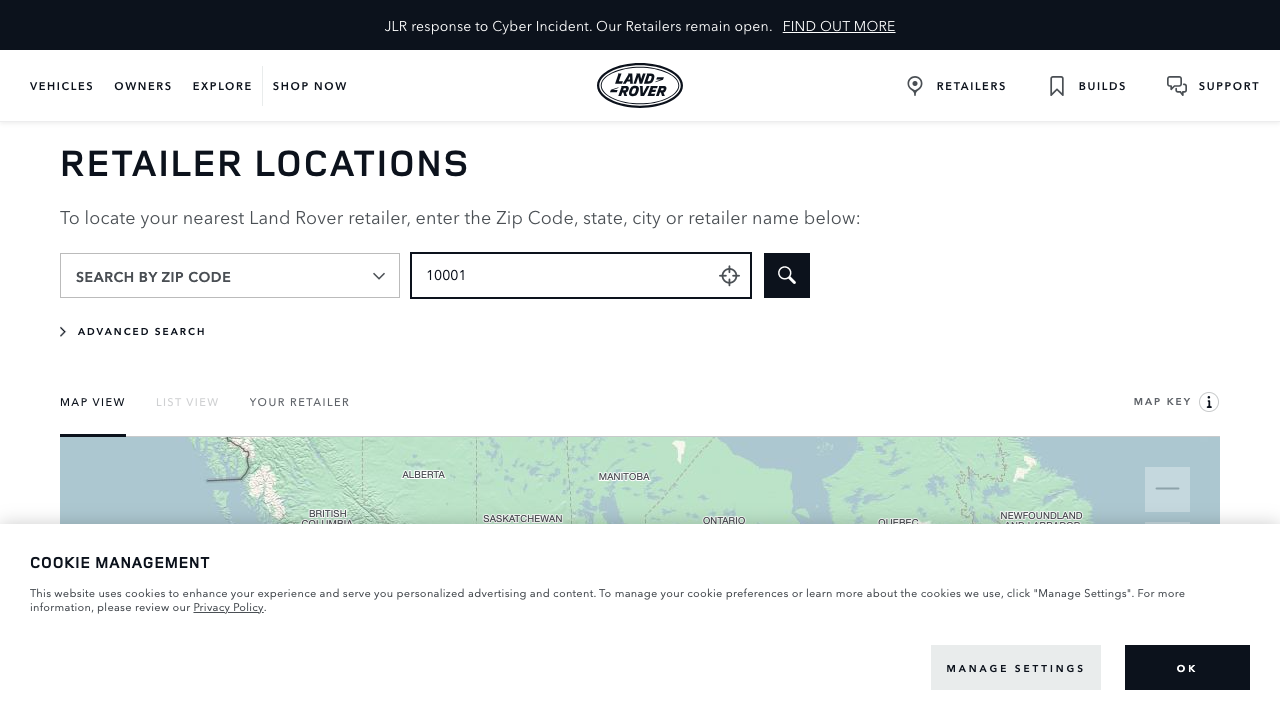 JLR response to Cyber Incident. Our Retailers remain open. FIND OUT MORE
VEHICLES OWNERS EXPLORE SHOP NOW
LAND ROVER
RETAILERS BUILDS SUPPORT
RETAILER LOCATIONS
To locate your nearest Land Rover retailer, enter the Zip Code, state, city or retailer name below:
SEARCH BY ZIP CODE
10001
ADVANCED SEARCH
MAP VIEW LIST VIEW YOUR RETAILER
MAP KEY
ALBERTA
MANITOBA
BRITISH
COLUMBIA
SASKATCHEWAN
ONTARIO
QUEBEC
NEWFOUNDLAND
AND LABRADOR
COOKIE MANAGEMENT
This website uses cookies to enhance your experience and serve you personalized advertising and content. To manage your cookie preferences or learn more about the cookies we use, click "Manage Settings". For more
information, please review our Privacy Policy.
MANAGE SETTINGS
OK